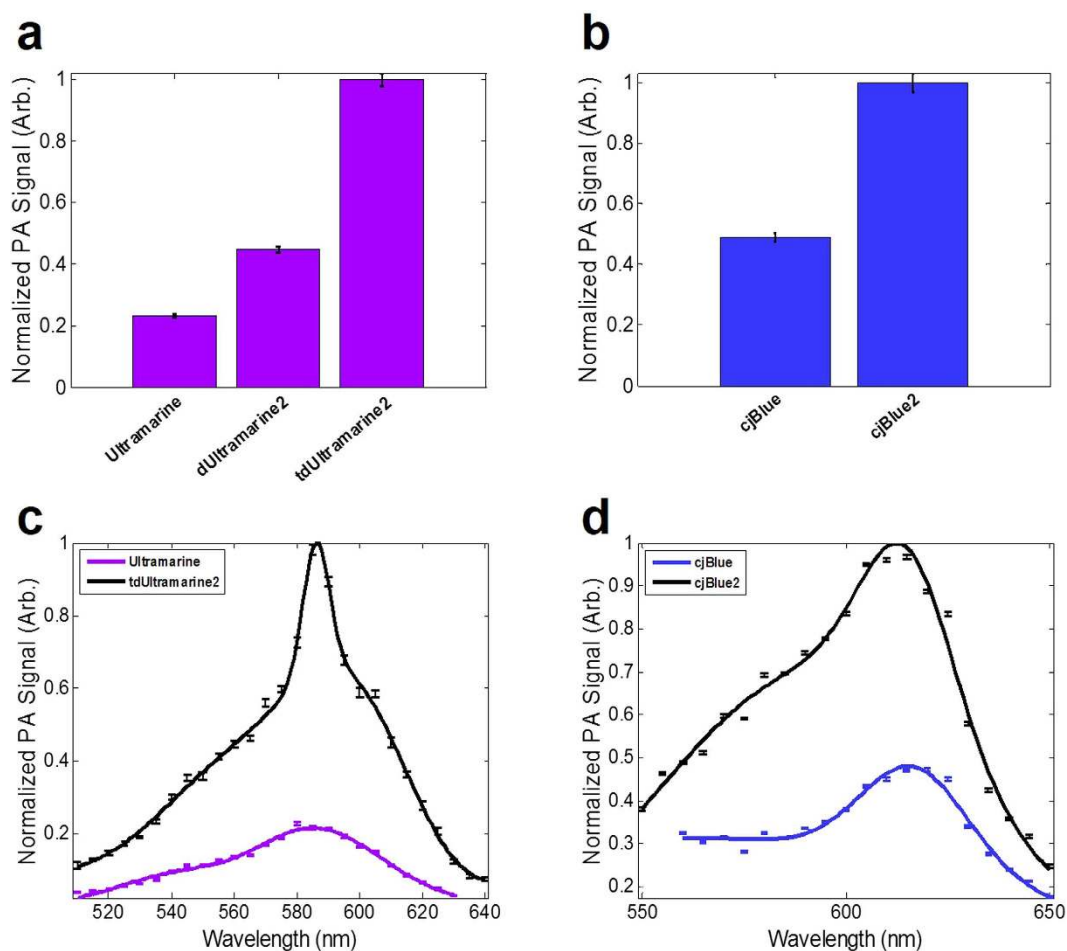 a
Normalized PA Signal (Arb.)
1
0.8
0.6
0.4
0.2
0
Ultramarine
dUltramarine2
tdUltramarine2
b
Normalized PA Signal (Arb.)
1
0.8
0.6
0.4
0.2
0
cjBlue
cjBlue2
c
Normalized PA Signal (Arb.)
1
0.8
0.6
0.4
0.2
Ultramarine
tdUltramarine2
520 540 560 580 600 620 640
Wavelength (nm)
d
Normalized PA Signal (Arb.)
1
0.9
0.8
0.7
0.6
0.5
0.4
0.3
0.2
cjBlue
cjBlue2
550 600 650
Wavelength (nm)